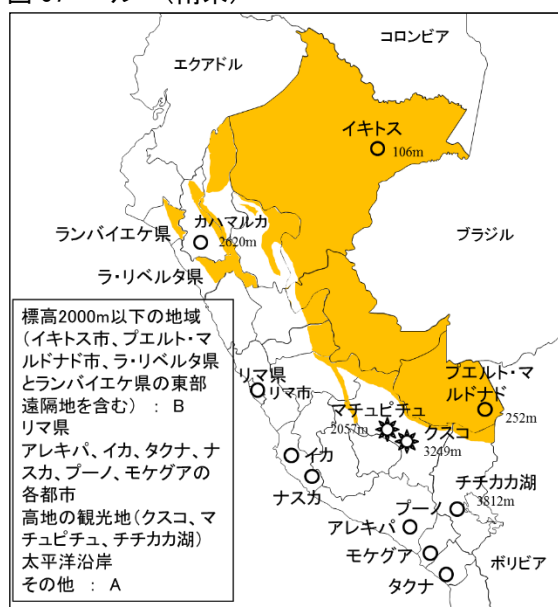 コロンビア
エクアドル
イキトス
106m
カハマルカ
2620m
ランバイエケ県
ブラジル
ラ・リベルタ県
標高2000m以下の地域
(イキトス市、プエルト・マ
ルドナド市、ラ・リベルタ県
とランバイエケ県の東部
遠隔地を含む) : B
リマ県
アレキパ、イカ、タクナ、ナ
スカ、プーノ、モケグアの
各都市
高地の観光地(クスコ、マ
チュピチュ、チチカカ湖)
太平洋沿岸
その他 : A
リマ県
リマ市
プエルト・マ
ルドナド
252m
マチュピチュ
2057m
クスコ
3249m
イカ
ナスカ
チチカカ湖
3812m
プーノ
アレキパ
モケグア
ボリビア
タクナ